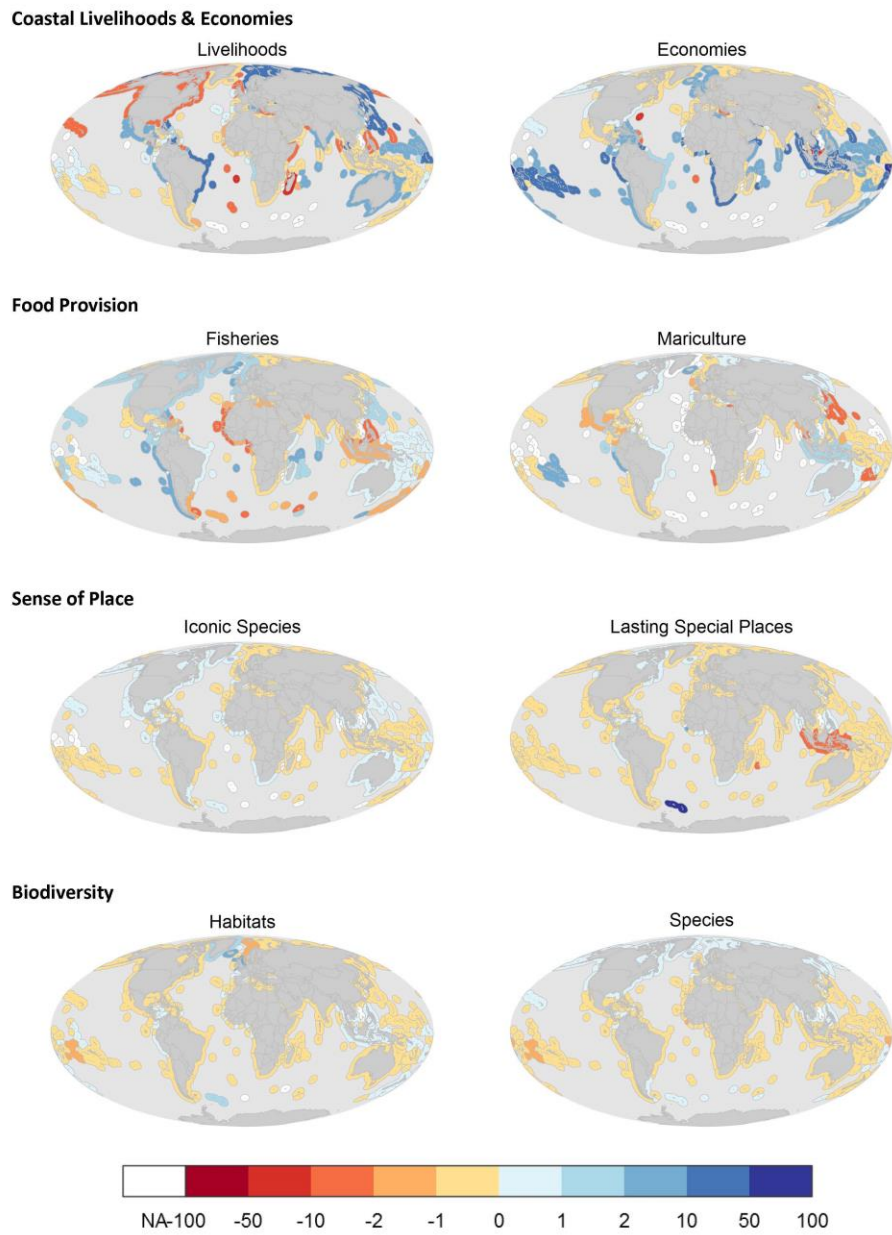 Coastal Livelihoods & Economies
Livelihoods
Economies
Food Provision
Fisheries
Mariculture
Sense of Place
Iconic Species
Lasting Special Places
Biodiversity
Habitats
Species
NA -100 -50 -10 -2 -1 0 1 2 10 50 100